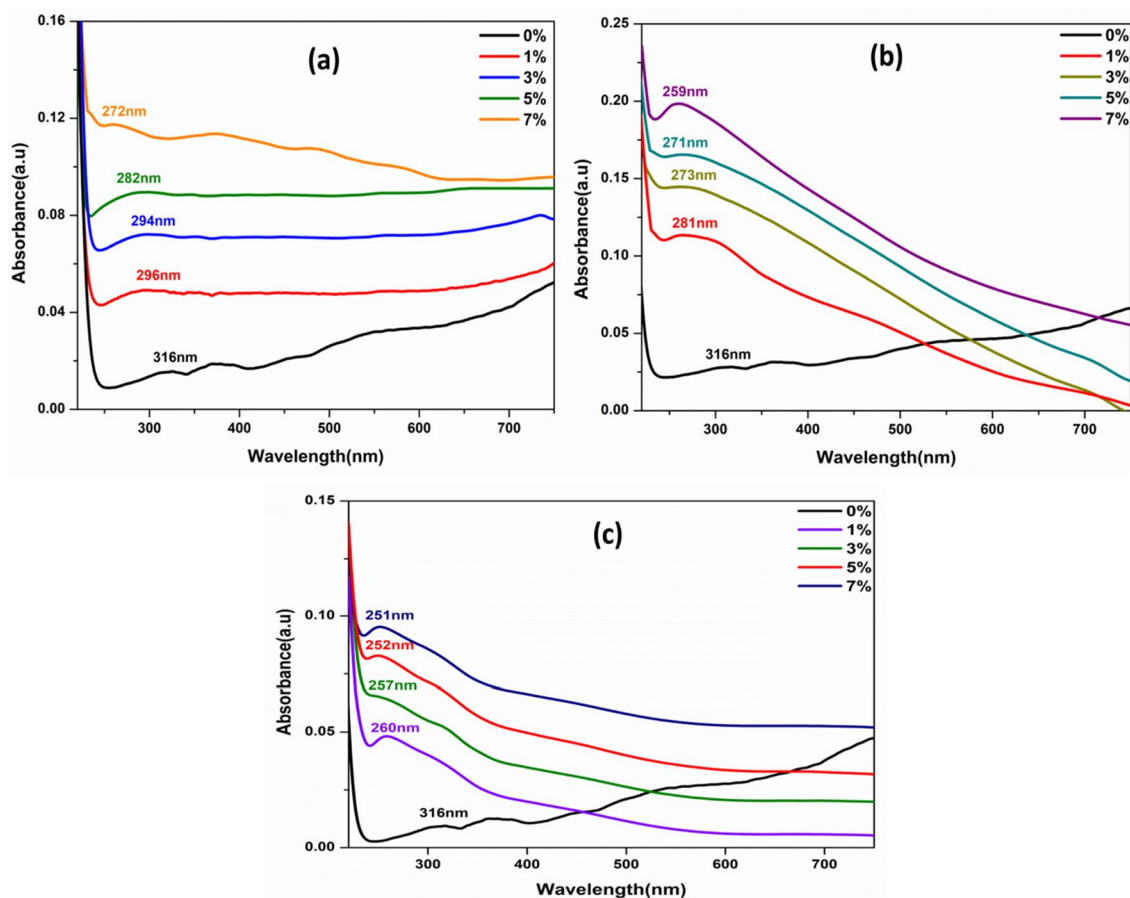 0.16
0.12
0.08
0.04
0.00
Absorbance(a.u)
(a)
0%
1%
3%
5%
7%
272nm
282nm
294nm
296nm
316nm
300 400 500 600 700
Wavelength(nm)
0.25
0.20
0.15
0.10
0.05
0.00
Absorbance(a.u)
(b)
0%
1%
3%
5%
7%
259nm
271nm
273nm
281nm
316nm
300 400 500 600 700
Wavelength(nm)
0.15
0.10
0.05
0.00
Absorbance(a.u)
(c)
0%
1%
3%
5%
7%
251nm
252nm
257nm
260nm
316nm
300 400 500 600 700
Wavelength(nm)